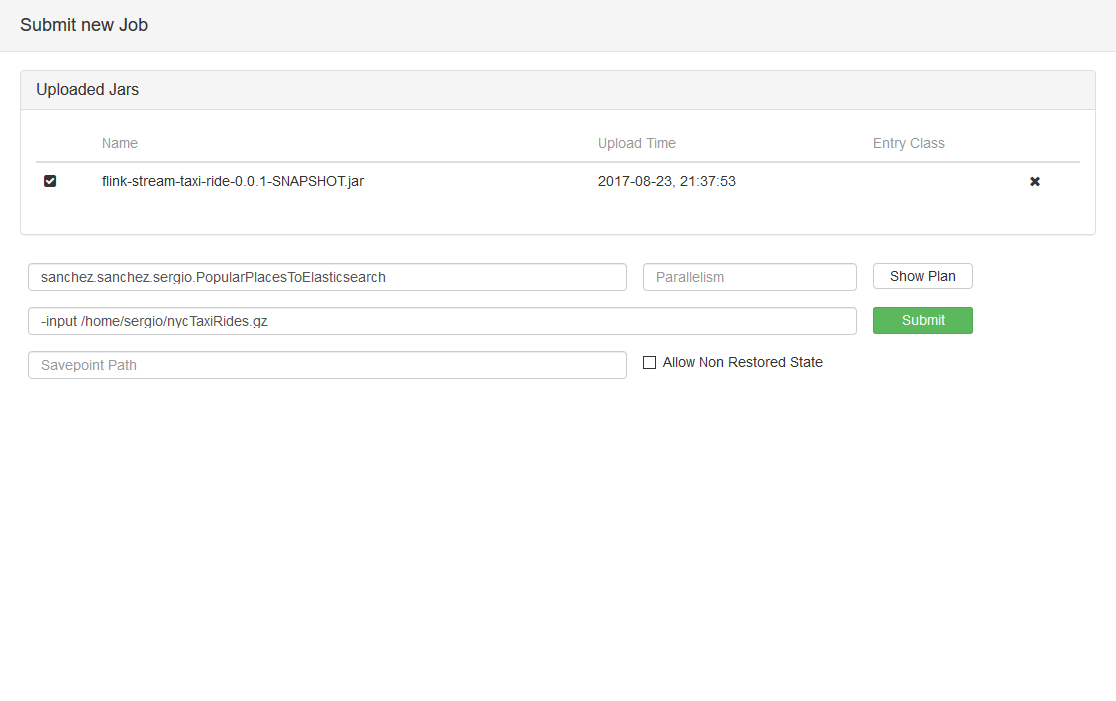 Submit new Job
Uploaded Jars
Name Upload Time Entry Class
flink-stream-taxi-ride-0.0.1-SNAPSHOT.jar 2017-08-23, 21:37:53
sanchez.sanchez.sergio.PopularPlacesToElasticsearch Parallelism Show Plan
-input /home/sergio/nycTaxiRides.gz Submit
Savepoint Path Allow Non Restored State